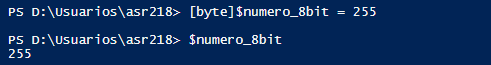 PS D:\Usuarios\asr218> [byte]$numero_8bit = 255
PS D:\Usuarios\asr218> $numero_8bit
255